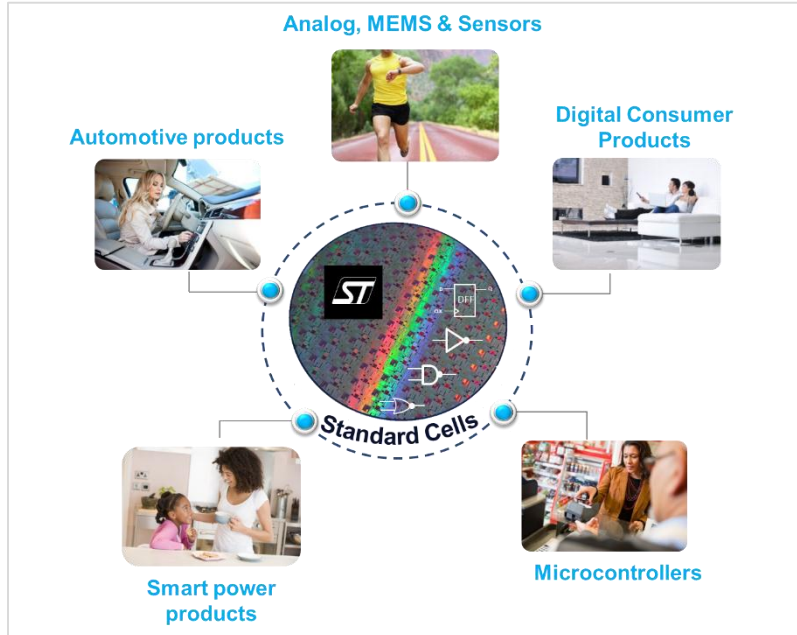 Analog, MEMS & Sensors
Automotive products
Digital Consumer
Products
ST
DFF
Standard Cells
Smart power
products
Microcontrollers